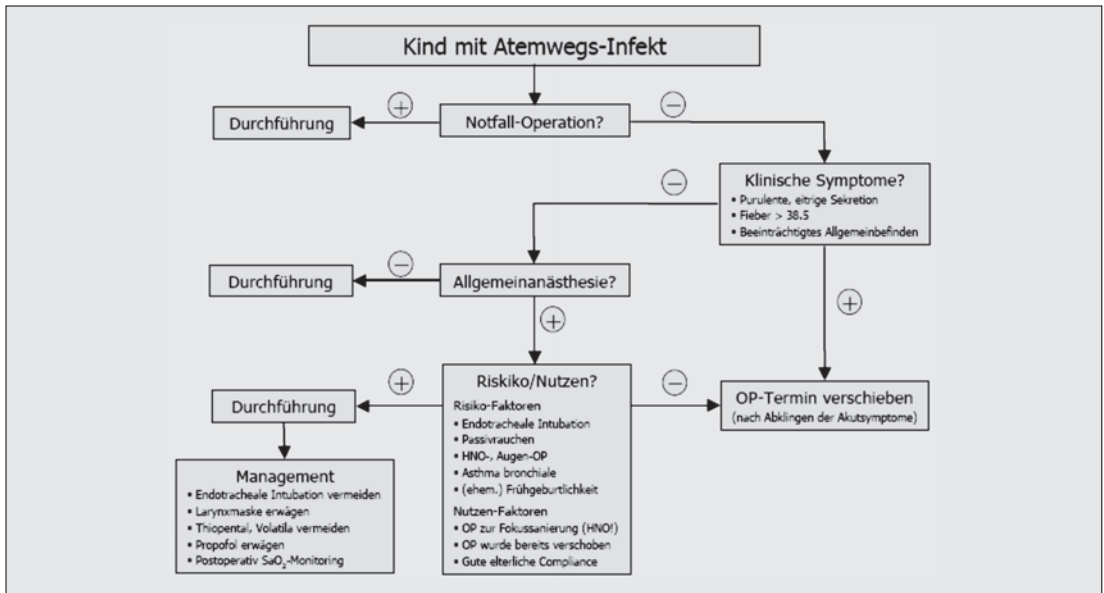 Kind mit Atemwegs-Infekt
+
−
Durchführung
Notfall-Operation?
−
Klinische Symptome?
▪ Purulente, eitrige Sekretion
▪ Fieber > 38.5
▪ Beeinträchtigtes Allgemeinbefinden
Durchführung
−
Allgemeinanästhesie?
+
+
+
Riskiko/Nutzen?
−
Durchführung
Risiko-Faktoren
▪ Endotracheale Intubation
▪ Passivrauchen
▪ HNO-, Augen-OP
▪ Asthma bronchiale
▪ (ehem.) Frühgeburtlichkeit
Nutzen-Faktoren
▪ OP zur Fokussanierung (HNO!)
▪ OP wurde bereits verschoben
▪ Gute elterliche Compliance
OP-Termin verschieben
(nach Abklingen der Akutsymptome)
Management
▪ Endotracheale Intubation vermeiden
▪ Larynxmaske erwägen
▪ Thiopental, Volatila vermeiden
▪ Propofol erwägen
▪ Postoperativ SaO₂-Monitoring